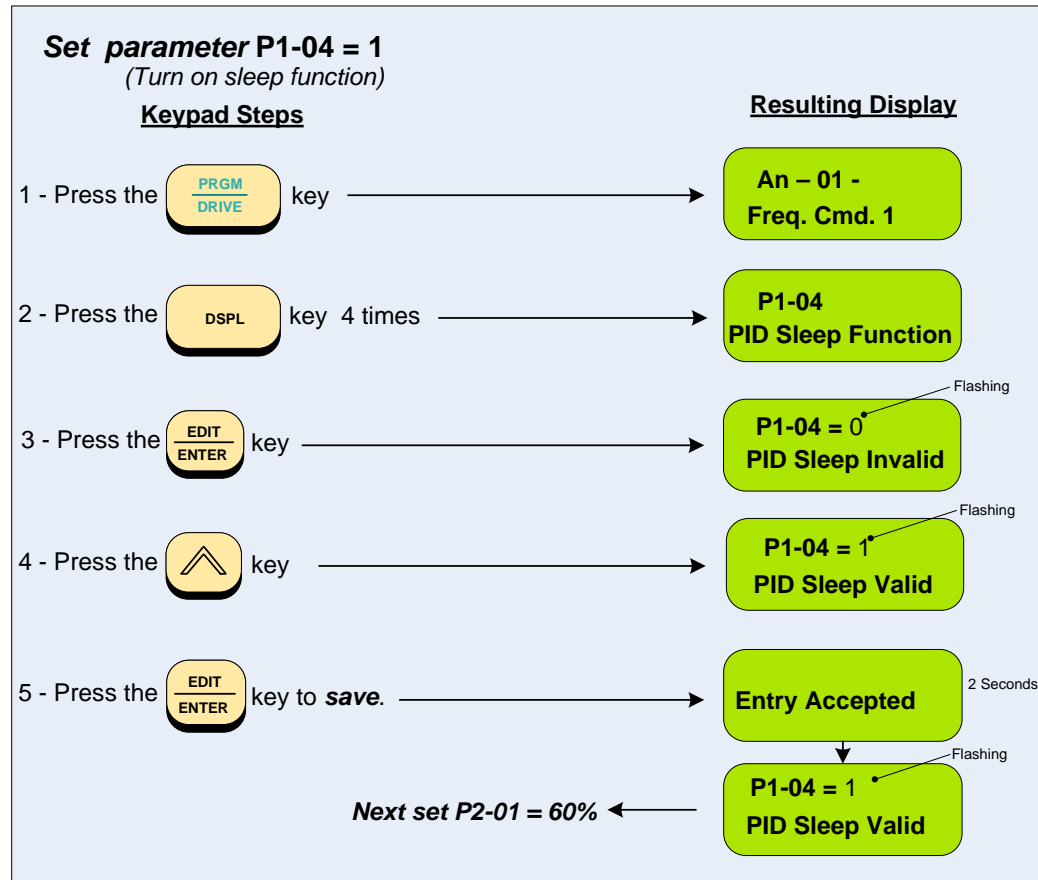 Set parameter P1-04 = 1
(Turn on sleep function)
Keypad Steps
Resulting Display
1 - Press the PRGM DRIVE key
An – 01 -
Freq. Cmd. 1
2 - Press the DSPL key 4 times
P1-04
PID Sleep Function
3 - Press the EDIT ENTER key
Flashing
P1-04 = 0
PID Sleep Invalid
4 - Press the key
Flashing
P1-04 = 1
PID Sleep Valid
5 - Press the EDIT ENTER key to save.
Entry Accepted
2 Seconds
Flashing
P1-04 = 1
PID Sleep Valid
Next set P2-01 = 60%